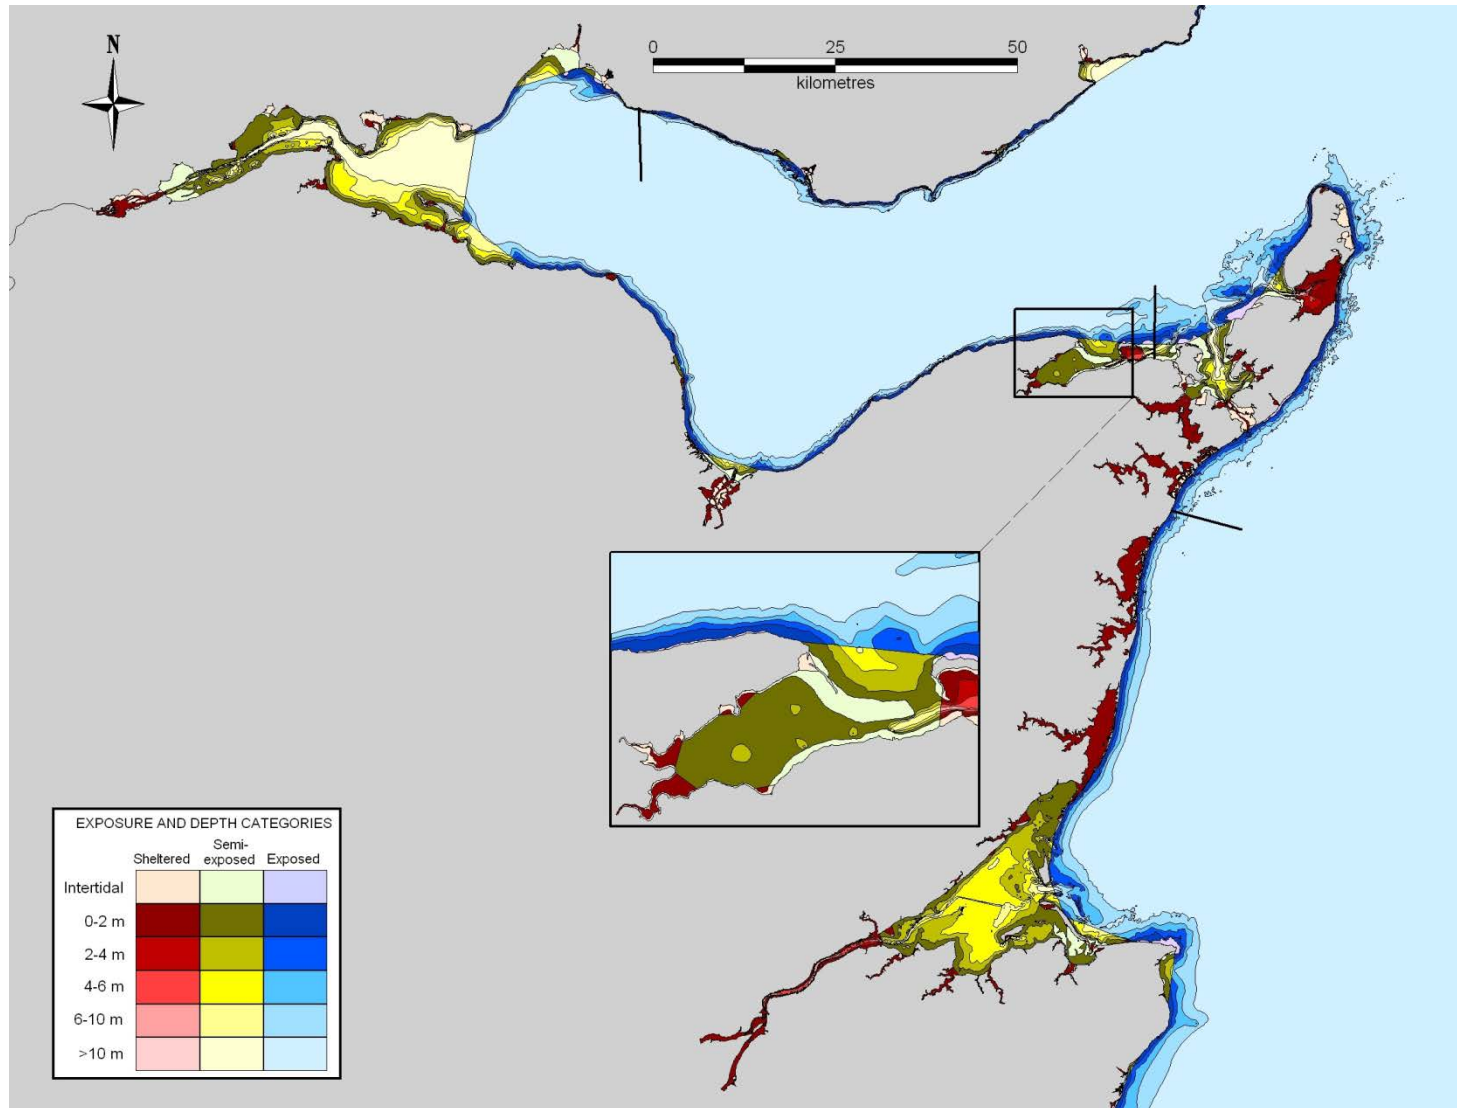 N
0 25 50
kilometres
EXPOSURE AND DEPTH CATEGORIES
Semi-
Sheltered exposed Exposed
Intertidal
0-2 m
2-4 m
4-6 m
6-10 m
>10 m